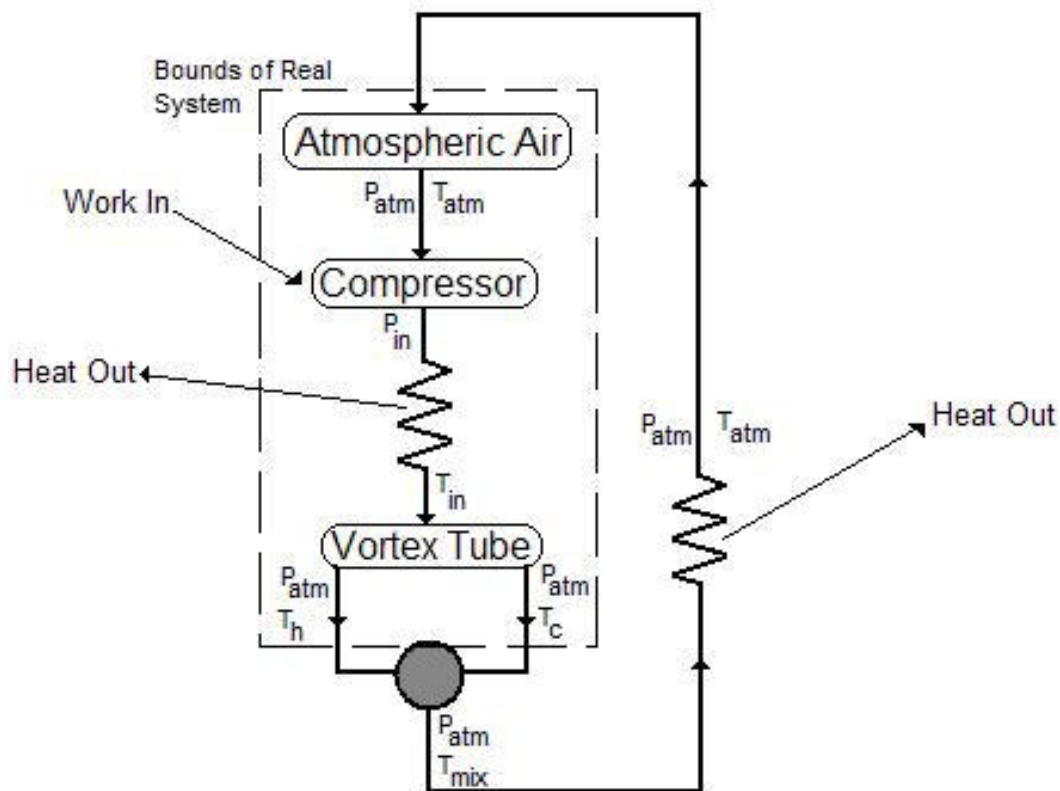 Bounds of Real
System
Atmospheric Air
Patm Tatm
Work In
Compressor
Pin
Heat Out
Tin
Vortex Tube
Patm
Th
Patm
Tc
Patm
Tmix
Patm Tatm
Heat Out